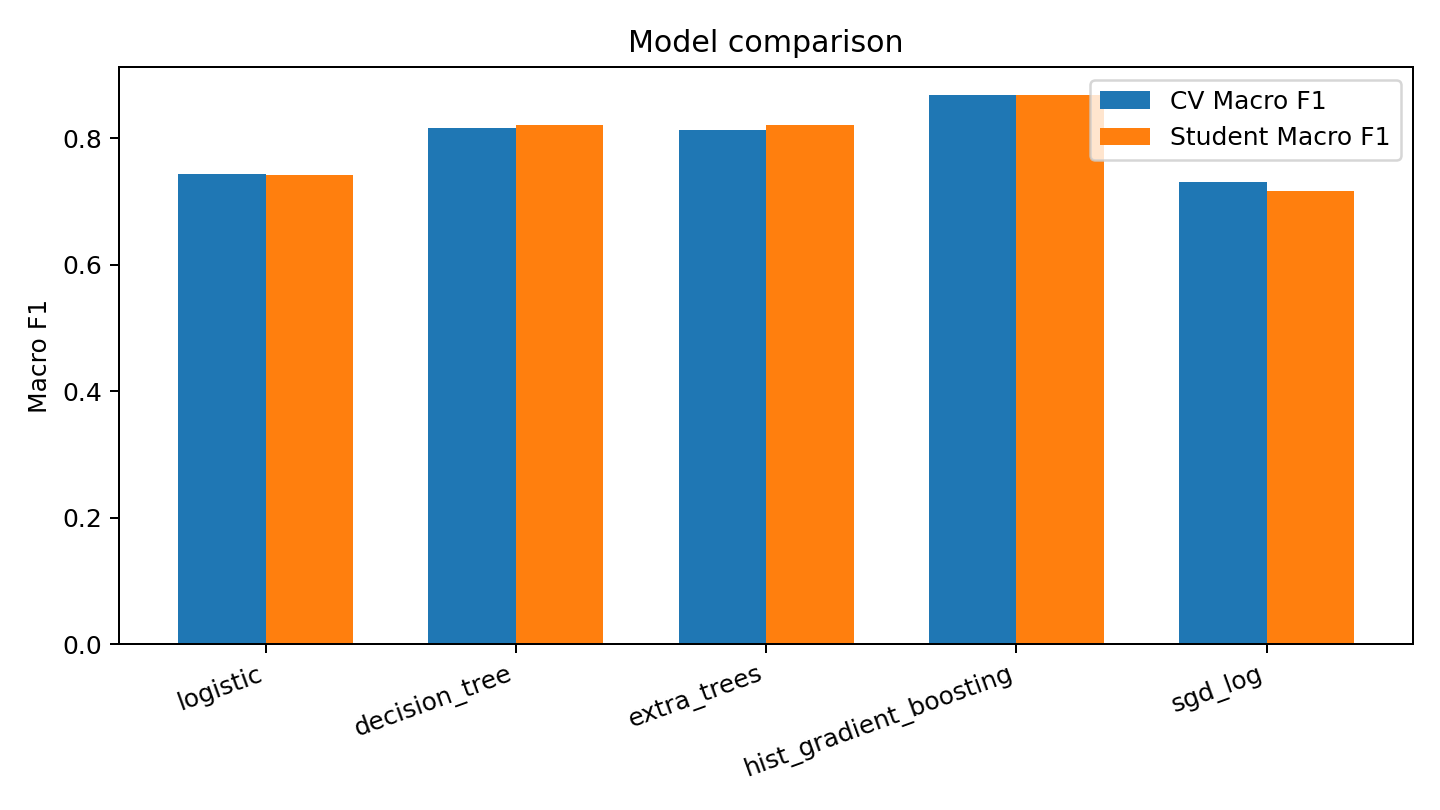 Model comparison
CV Macro F1
Student Macro F1
Macro F1
0.8
0.6
0.4
0.2
0.0
logistic
decision_tree
extra_trees
hist_gradient_boosting
sgd_log